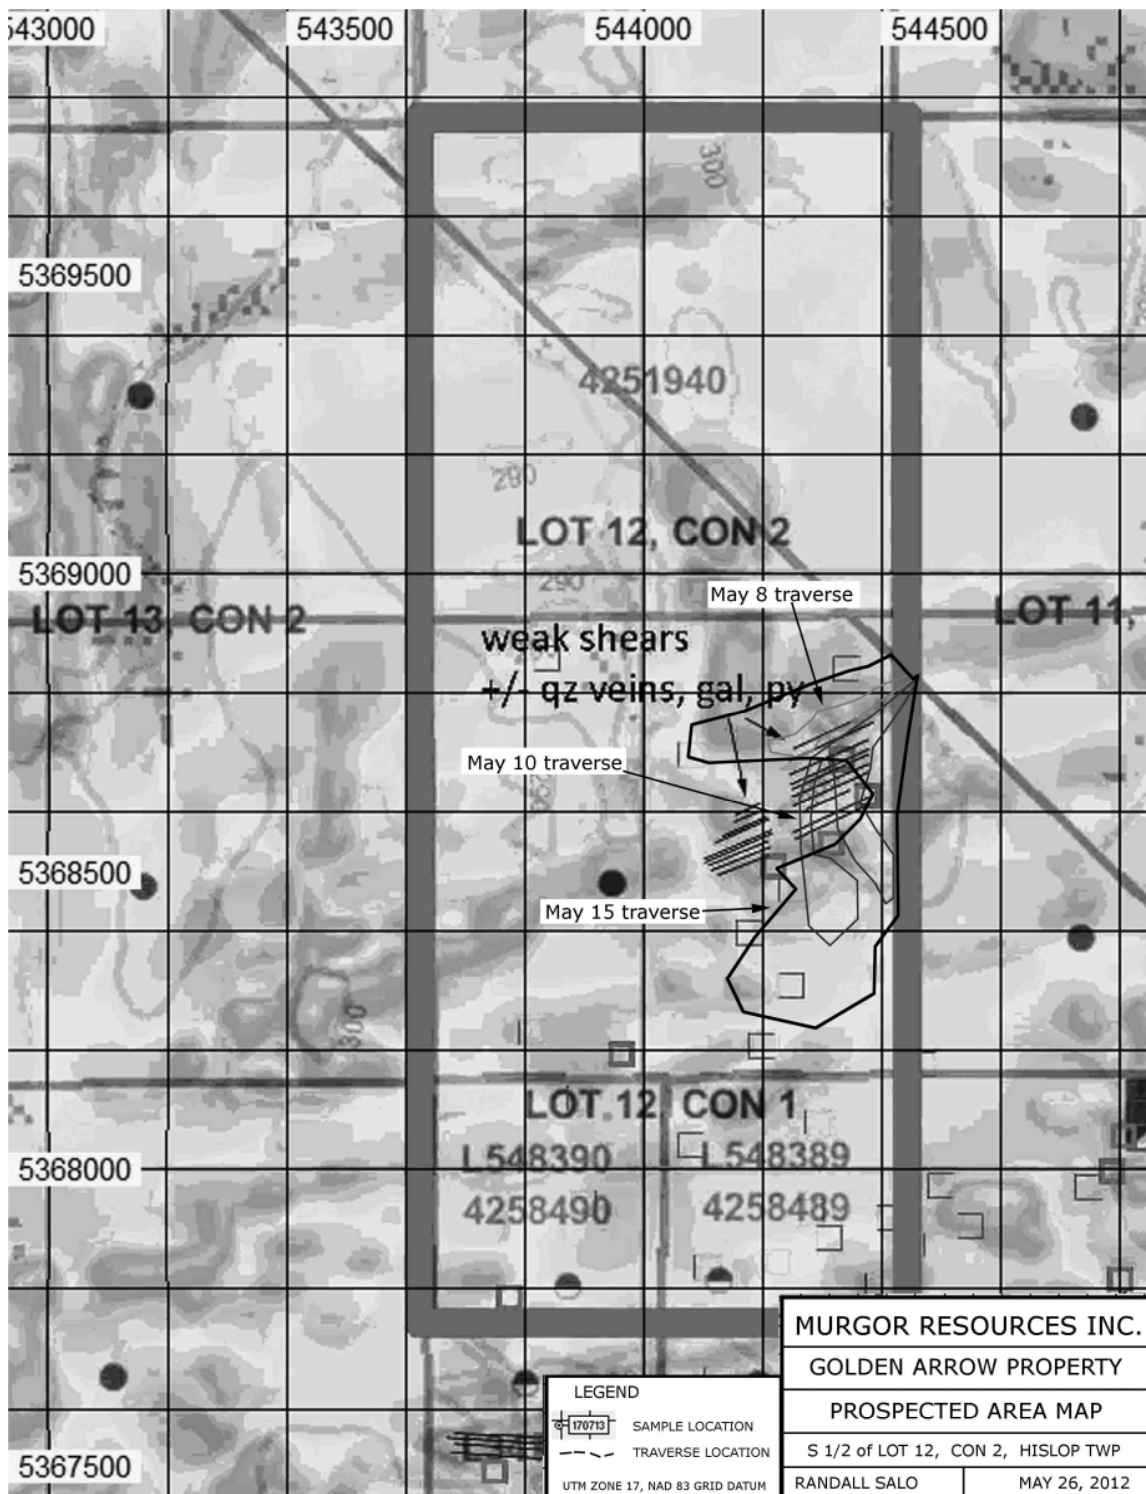 543000
543500
544000
544500
300
5369500
4251940
290
LOT 12, CON 2
5369000
290
May 8 traverse
LOT 13, CON 2
LOT 11,
weak shears
+/- qz veins, gal, py
May 10 traverse
290
5368500
May 15 traverse
300
LOT 12, CON 1
L548390
L548389
5368000
4258490
4258489
MURGOR RESOURCES INC.
GOLDEN ARROW PROPERTY
PROSPECTED AREA MAP
S 1/2 of LOT 12, CON 2, HISLOP TWP
RANDALL SALO
MAY 26, 2012
LEGEND
170713
SAMPLE LOCATION
TRAVERSE LOCATION
UTM ZONE 17, NAD 83 GRID DATUM
5367500